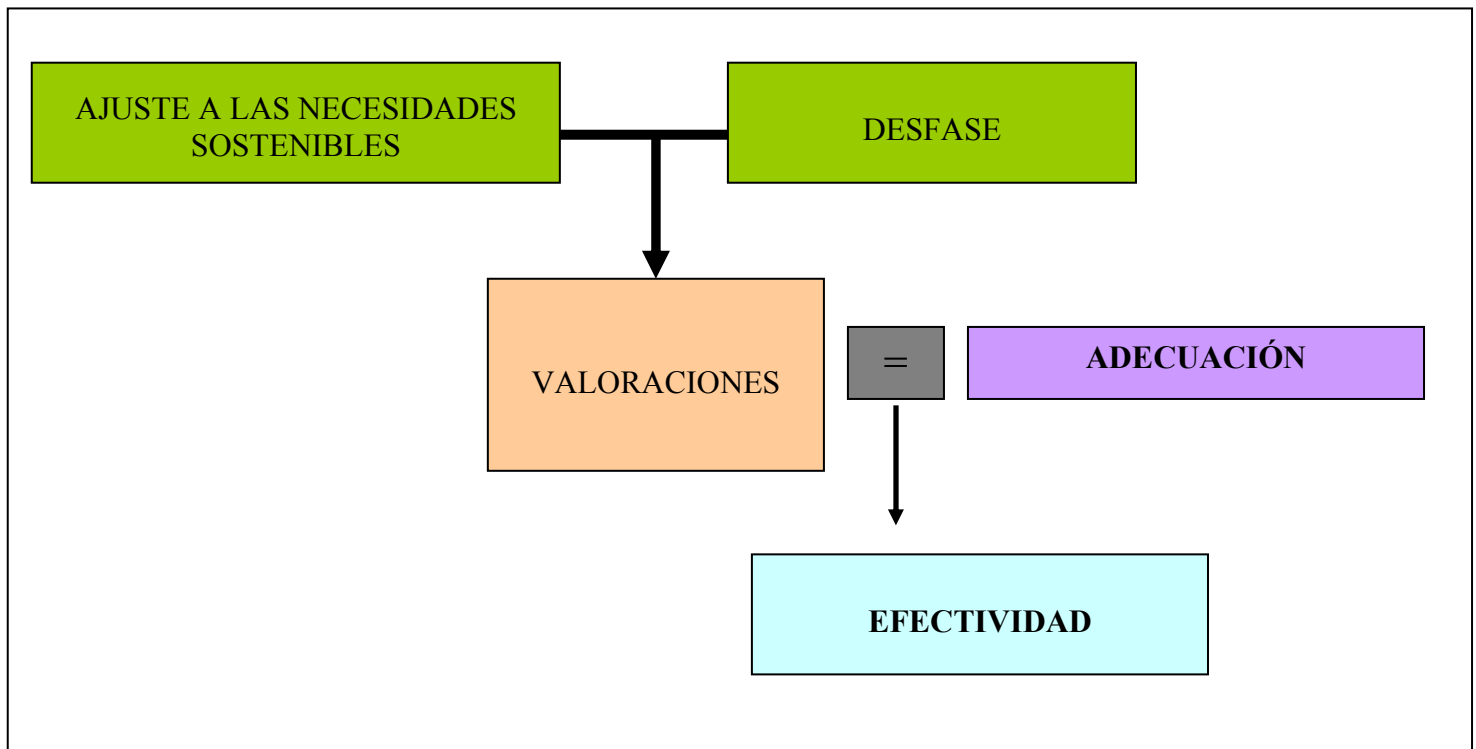 AJUSTE A LAS NECESIDADES
SOSTENIBLES
DESFASE
VALORACIONES
=
ADECUACIÓN
EFECTIVIDAD